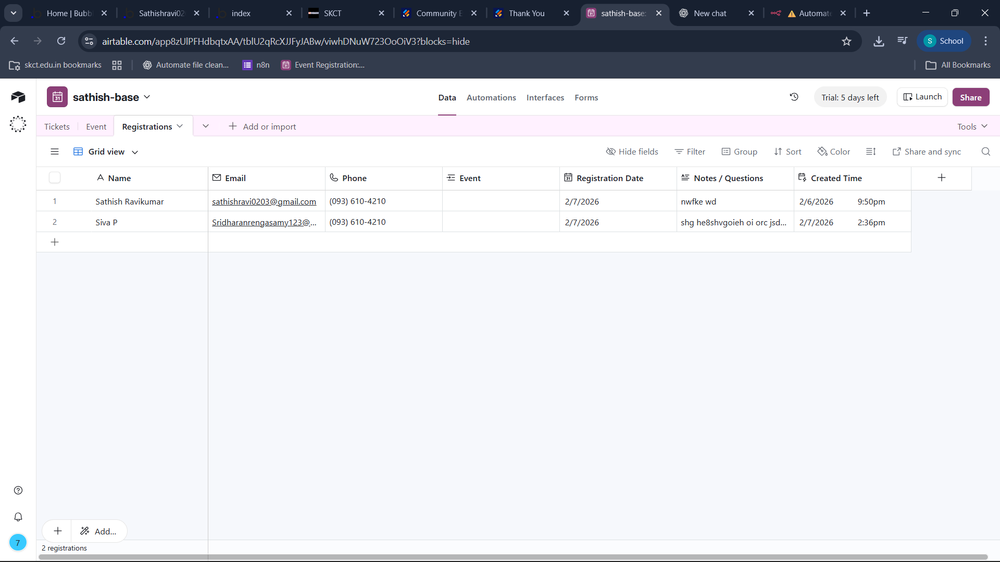 Home | Bubb
Sathishravi02
index
SKCT
Community E
Thank You
sathish-base:
New chat
Automate
airtable.com/app8zUlPFHdbqtxAA/tblU2qRcXJJFyJABw/viwhDNuW723OoOiV3?blocks=hide
S School
skct.edu.in bookmarks
Automate file clean...
n8n
Event Registration:...
All Bookmarks
31 sathish-base
Data
Automations
Interfaces
Forms
Trial: 5 days left
Launch
Share
Tickets
Event
Registrations
Add or import
Tools
Grid view
Hide fields
Filter
Group
Sort
Color
Share and sync
Name
Email
Phone
Event
Registration Date
Notes / Questions
Created Time
1 Sathish Ravikumar sathishravi0203@gmail.com (093) 610-4210 2/7/2026 nwfke wd 2/6/2026 9:50pm
2 Siva P Sridharanrengasamy123@... (093) 610-4210 2/7/2026 shg he8shvgoieh oi orc jsd... 2/7/2026 2:36pm
Add...
7
2 registrations